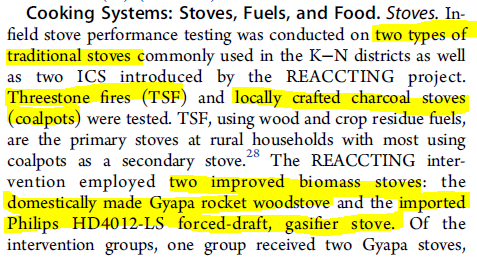 Cooking Systems: Stoves, Fuels, and Food. Stoves. In-
field stove performance testing was conducted on two types of
traditional stoves commonly used in the K−N districts as well
as two ICS introduced by the REACCTING project.
Threestone fires (TSF) and locally crafted charcoal stoves
(coalpots) were tested. TSF, using wood and crop residue fuels,
are the primary stoves at rural households with most using
coalpots as a secondary stove.28 The REACCTING inter-
vention employed two improved biomass stoves: the
domestically made Gyapa rocket woodstove and the imported
Philips HD4012-LS forced-draft, gasifier stove. Of the
intervention groups, one group received two Gyapa stoves,